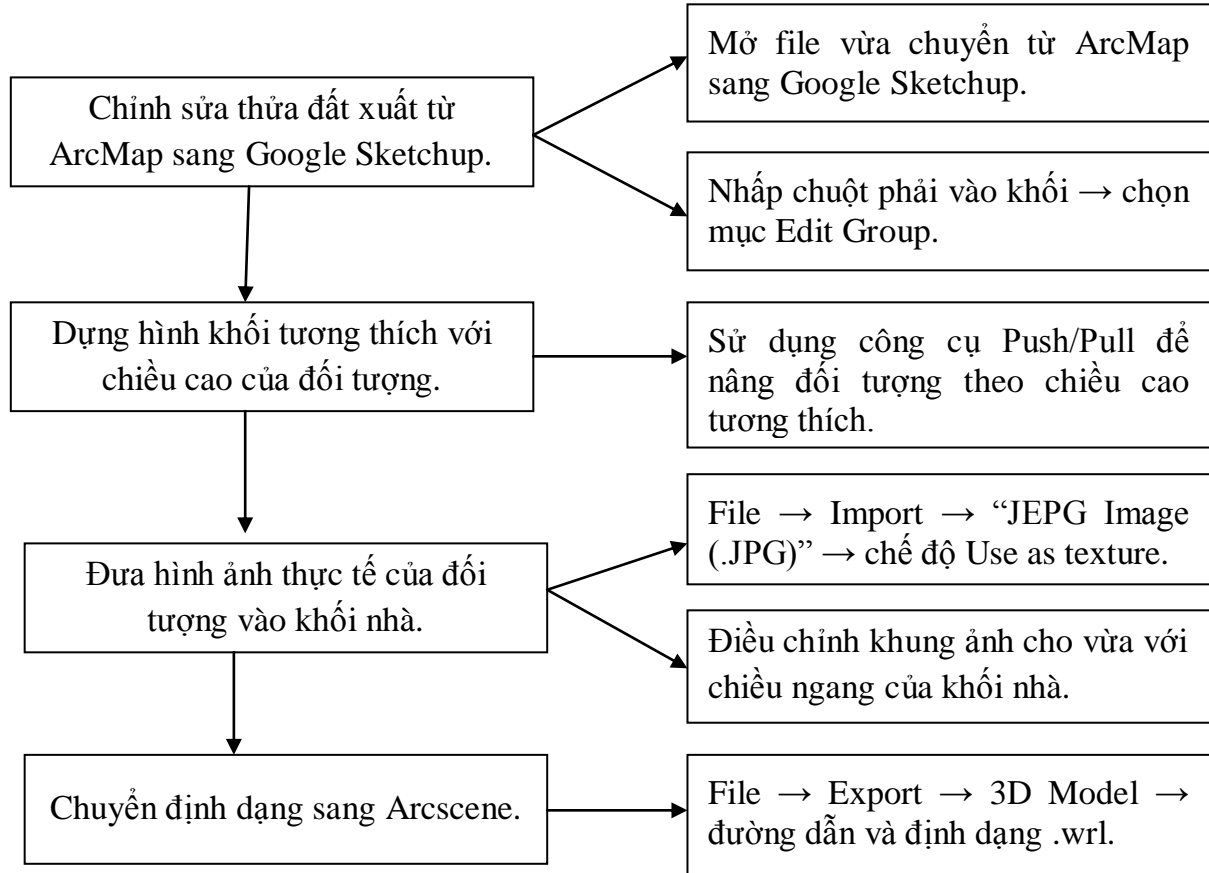 Chỉnh sửa thửa đất xuất từ
ArcMap sang Google Sketchup.
Mở file vừa chuyển từ ArcMap
sang Google Sketchup.
Nhấp chuột phải vào khối → chọn
mục Edit Group.
Dựng hình khối tương thích với
chiều cao của đối tượng.
Sử dụng công cụ Push/Pull để
nâng đối tượng theo chiều cao
tương thích.
Đưa hình ảnh thực tế của đối
tượng vào khối nhà.
File → Import → “JEPG Image
(.JPG)” → chế độ Use as texture.
Điều chỉnh khung ảnh cho vừa với
chiều ngang của khối nhà.
Chuyển định dạng sang Arcscene.
File → Export → 3D Model →
đường dẫn và định dạng .wrl.